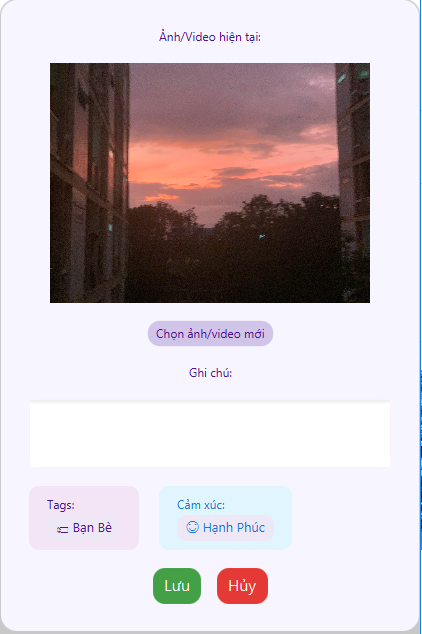 Ảnh/Video hiện tại:
Chọn ảnh/video mới
Ghi chú:
Tags:
Bạn Bè
Cảm xúc:
Hạnh Phúc
Lưu
Hủy